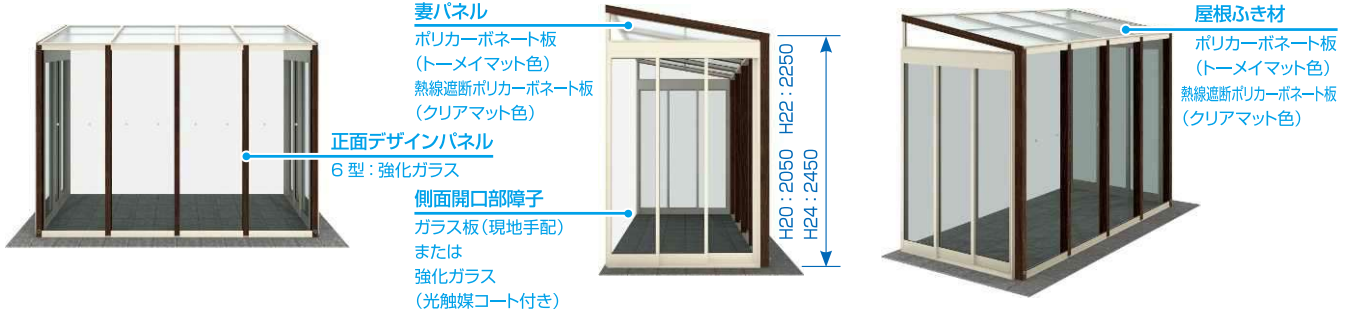 妻パネル
ポリカーボネート板
（トーメイマット色）
熱線遮断ポリカーボネート板
（クリアマット色）
正面デザインパネル
6 型：強化ガラス
側面開口部障子
ガラス板（現地手配）
または
強化ガラス
（光触媒コート付き）
H20：2050 H22：2250
H24：2450
屋根ふき材
ポリカーボネート板
（トーメイマット色）
熱線遮断ポリカーボネート板
（クリアマット色）